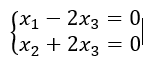 x₁ − 2x₃ = 0
x₂ + 2x₃ = 0